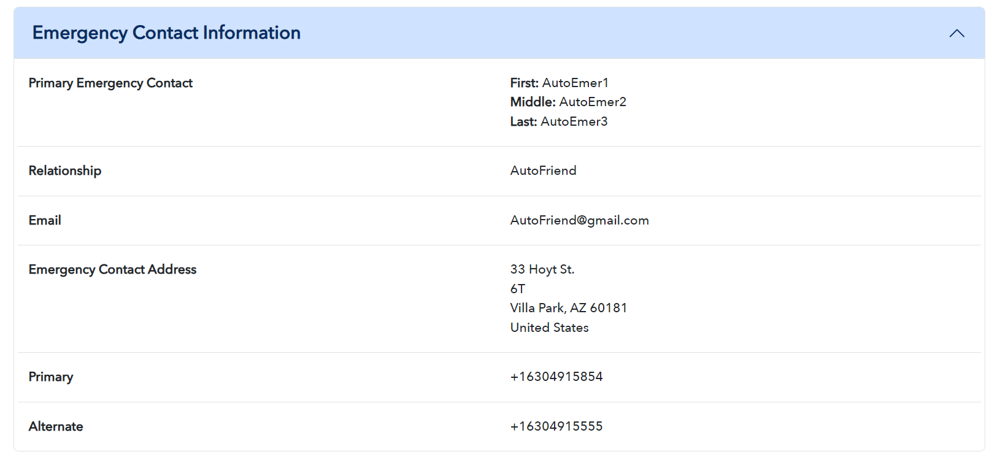 Emergency Contact Information
Primary Emergency Contact
First: AutoEmer1
Middle: AutoEmer2
Last: AutoEmer3
Relationship
AutoFriend
Email
AutoFriend@gmail.com
Emergency Contact Address
33 Hoyt St.
6T
Villa Park, AZ 60181
United States
Primary
+16304915854
Alternate
+16304915555